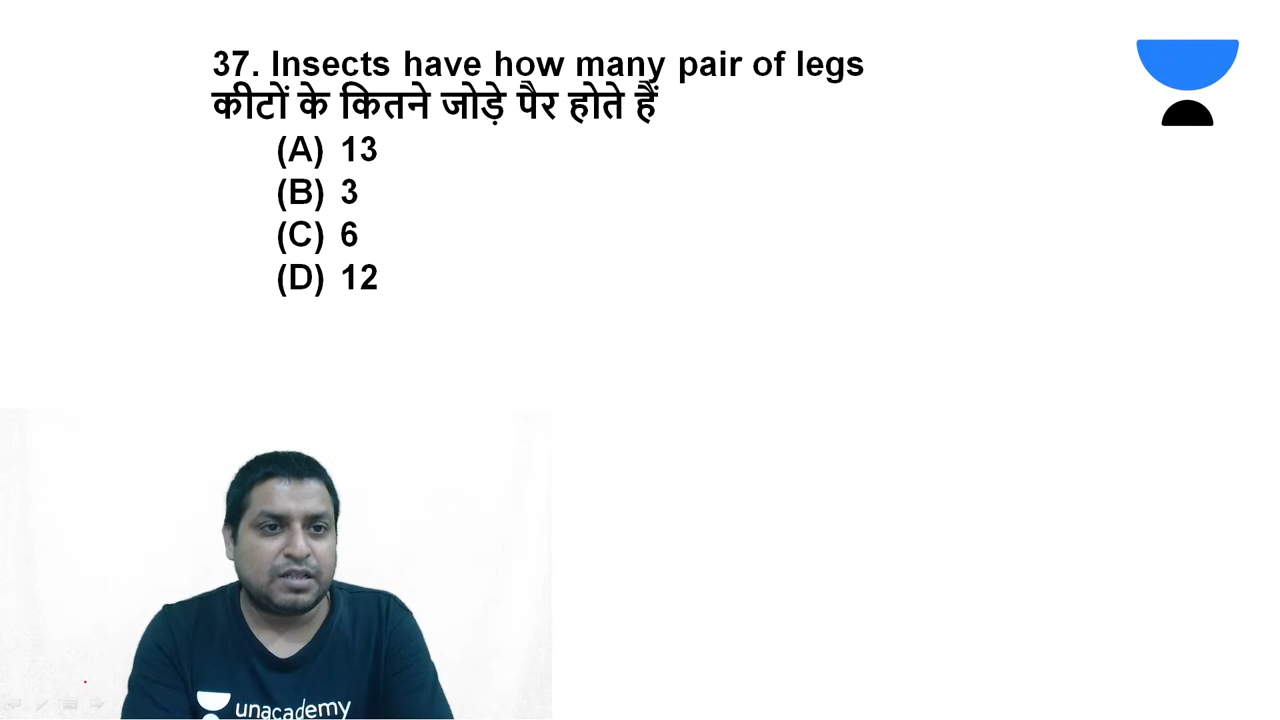 37. Insects have how many pair of legs
कीटों के कितने जोड़े पैर होते हैं
(A) 13
(B) 3
(C) 6
(D) 12
unacademy